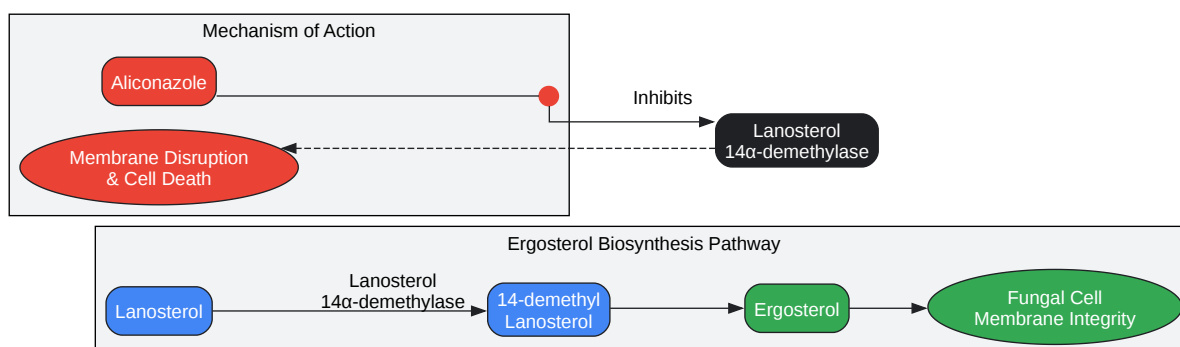 Mechanism of Action
Aliconazole
Inhibits
Lanosterol
14α-demethylase
Membrane Disruption
& Cell Death
Ergosterol Biosynthesis Pathway
Lanosterol
Lanosterol
14α-demethylase
14-demethyl
Lanosterol
Ergosterol
Fungal Cell
Membrane Integrity